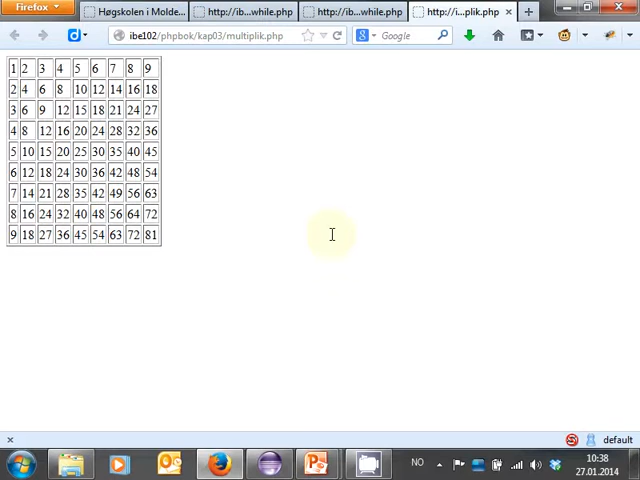 Firefox
Høgskolen i Molde... http://ib...while.php http://ib...while.php http://i...plik.php
ibe102/phpbok/kap03/multiplik.php Google
1 2 3 4 5 6 7 8 9
2 4 6 8 10 12 14 16 18
3 6 9 12 15 18 21 24 27
4 8 12 16 20 24 28 32 36
5 10 15 20 25 30 35 40 45
6 12 18 24 30 36 42 48 54
7 14 21 28 35 42 49 56 63
8 16 24 32 40 48 56 64 72
9 18 27 36 45 54 63 72 81
default
NO 10:38
27.01.2014